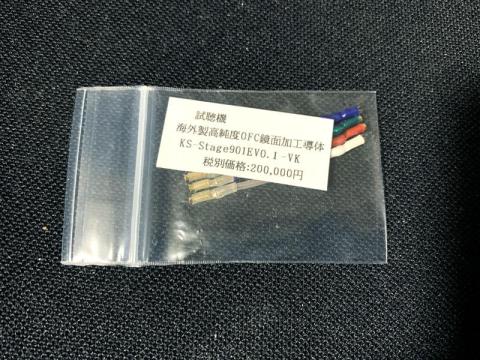 試聴機
海外製高純度OFC鏡面加工導体
KS-Stage901EVO.1-VK
税別価格:200,000円